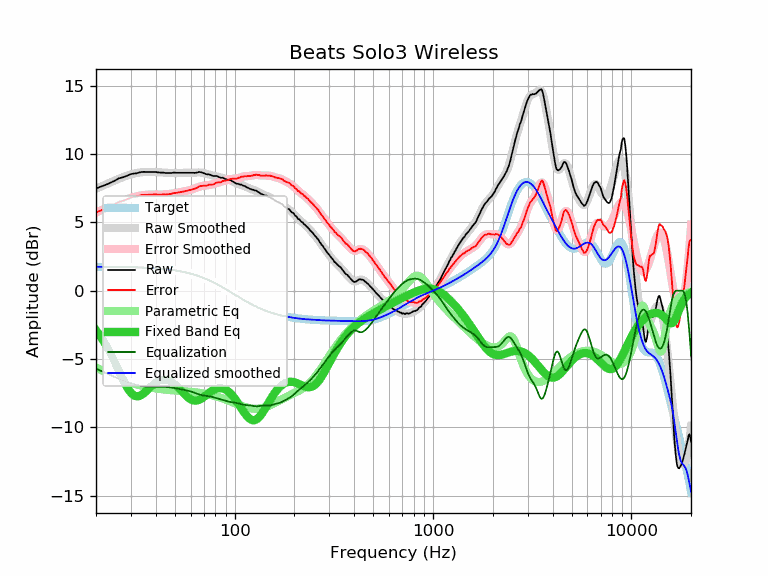 Beats Solo3 Wireless
Amplitude (dBr)
15
10
5
0
−5
−10
−15
Target
Raw Smoothed
Error Smoothed
Raw
Error
Parametric Eq
Fixed Band Eq
Equalization
Equalized smoothed
100
1000
10000
Frequency (Hz)